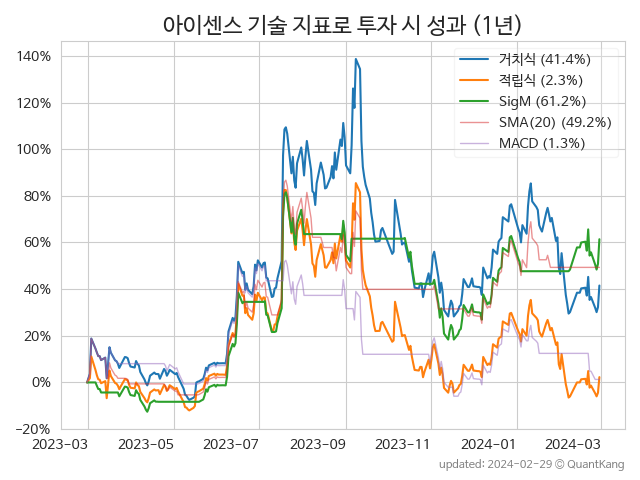 아이센스 기술 지표로 투자 시 성과 (1년)
140%
120%
100%
80%
60%
40%
20%
0%
−20%
거치식 (41.4%)
적립식 (2.3%)
SigM (61.2%)
SMA(20) (49.2%)
MACD (1.3%)
2023−03
2023−05
2023−07
2023−09
2023−11
2024−01
2024−03
updated: 2024-02-29 © QuantKang